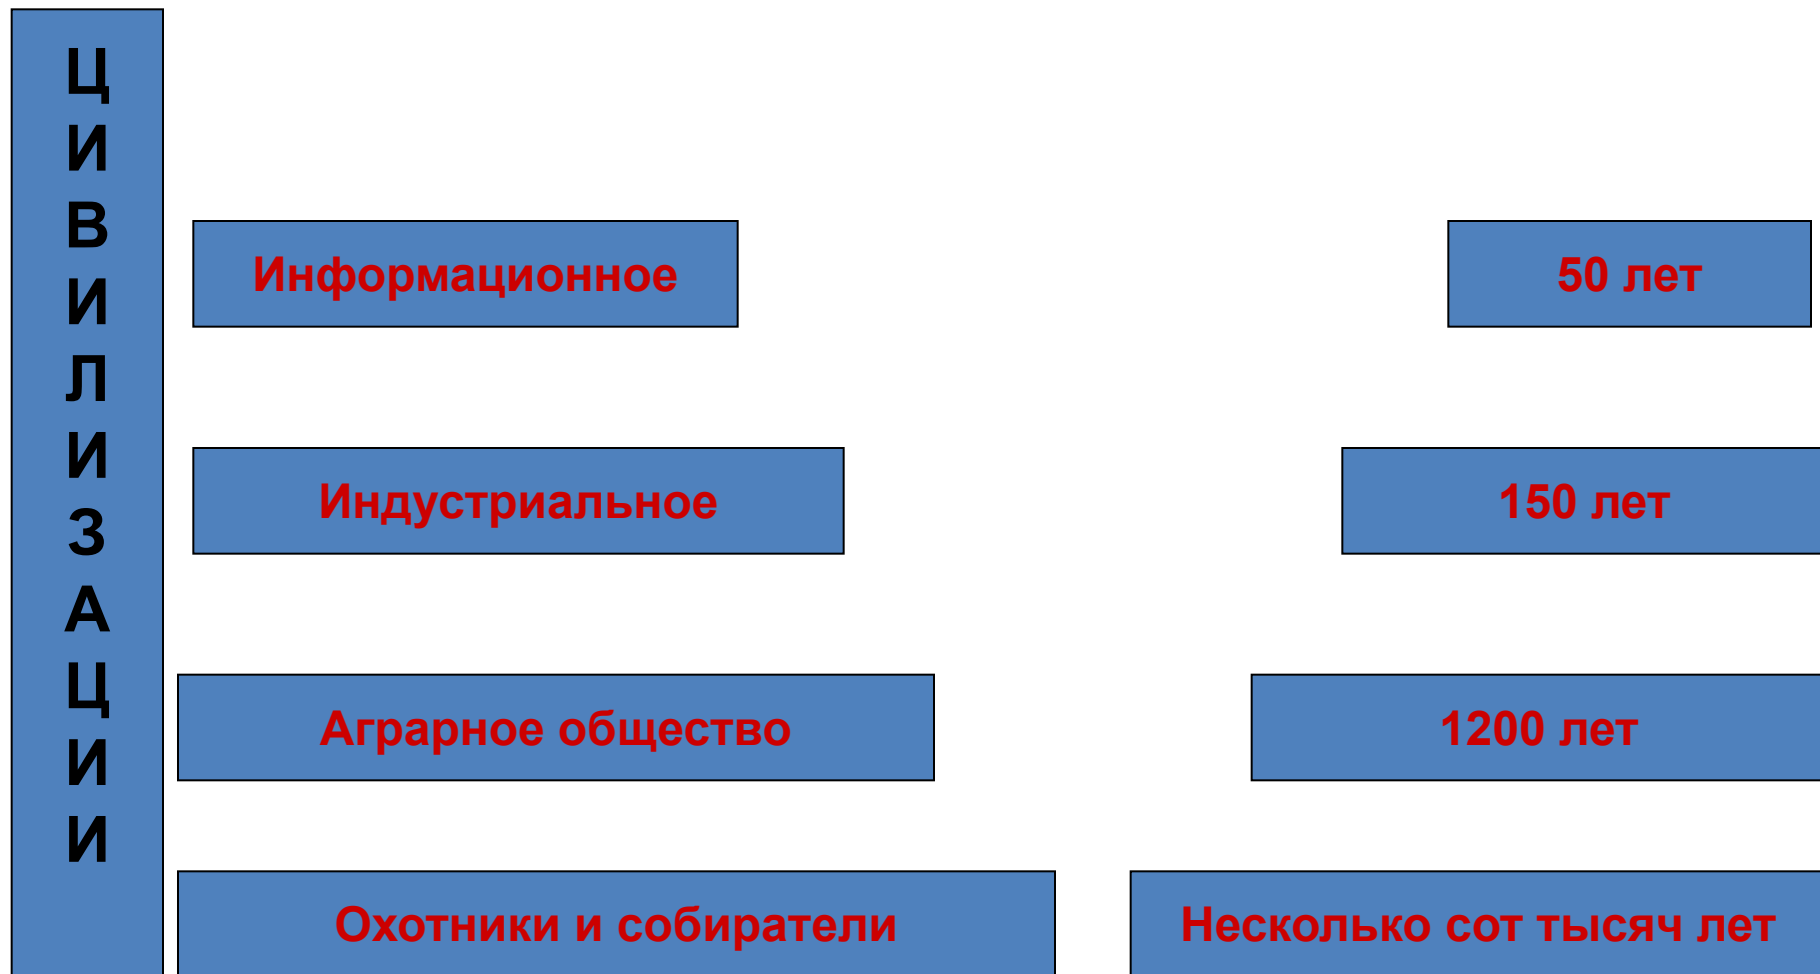 ЦИВИЛИЗАЦИИ
Информационное
50 лет
Индустриальное
150 лет
Аграрное общество
1200 лет
Охотники и собиратели
Несколько сот тысяч лет